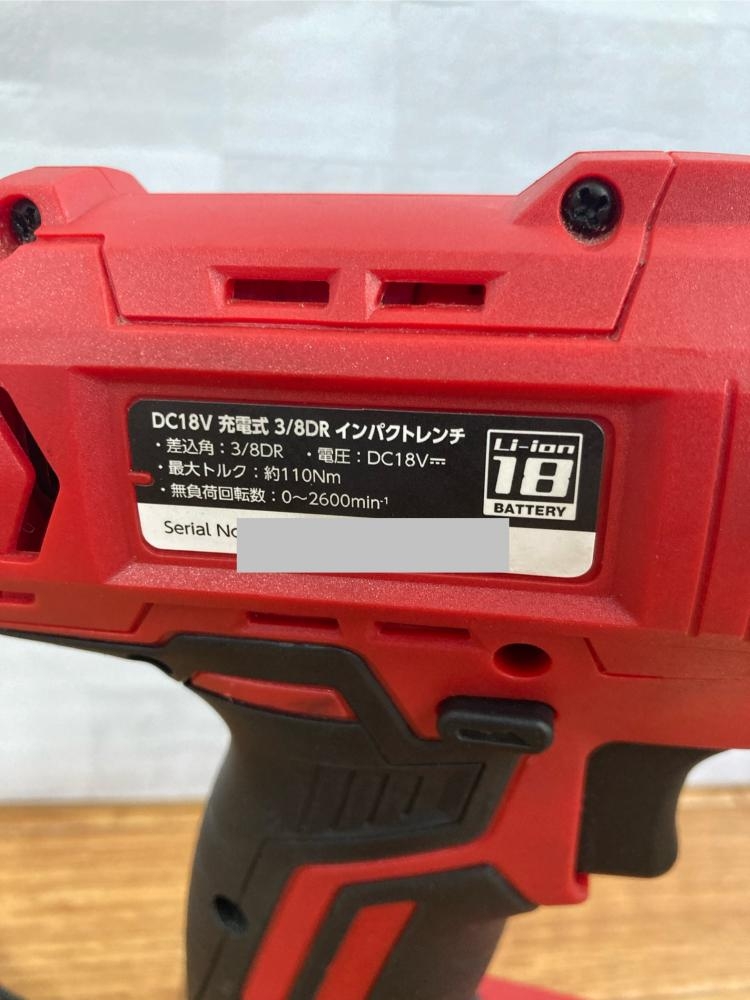 DC18V 充電式 3/8DR インパクトレンチ
・差込角：3/8DR ・電圧：DC18V⎓
・最大トルク：約110Nm
・無負荷回転数：0～2600min-¹
Serial No
Li-ion
18
BATTERY